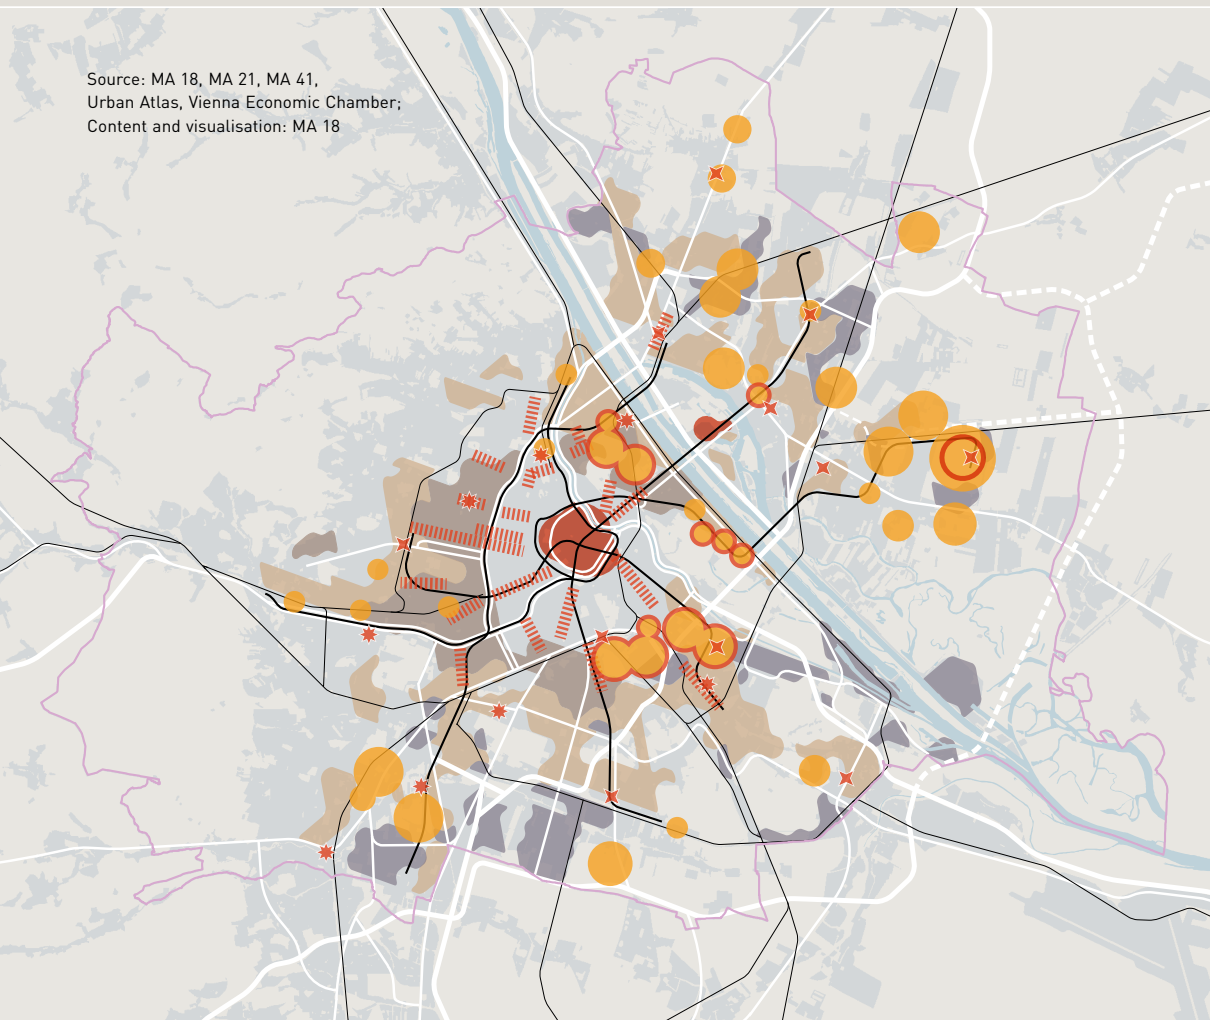 Source: MA 18, MA 21, MA 41,
Urban Atlas, Vienna Economic Chamber;
Content and visualisation: MA 18